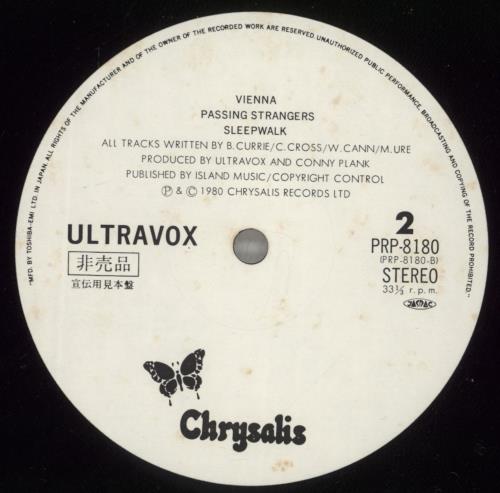 "MFD. BY TOSHIBA-EMI LTD. IN JAPAN. ALL RIGHTS OF THE MANUFACTURER AND OF THE OWNER OF THE RECORDED WORK ARE RESERVED. UNAUTHORIZED PUBLIC PERFORMANCE, BROADCASTING AND COPYING OF THE RECORD PROHIBITED."
VIENNA
PASSING STRANGERS
SLEEPWALK
ALL TRACKS WRITTEN BY B.CURRIE/C.CROSS/W.CANN/M.URE
PRODUCED BY ULTRAVOX AND CONNY PLANK
PUBLISHED BY ISLAND MUSIC/COPYRIGHT CONTROL
Ⓟ & © 1980 CHRYSALIS RECORDS LTD
ULTRAVOX
非売品
宣伝用見本盤
2
PRP-8180
(PRP-8180-B)
STEREO
33⅓ r.p.m.
JASRAC
Chrysalis